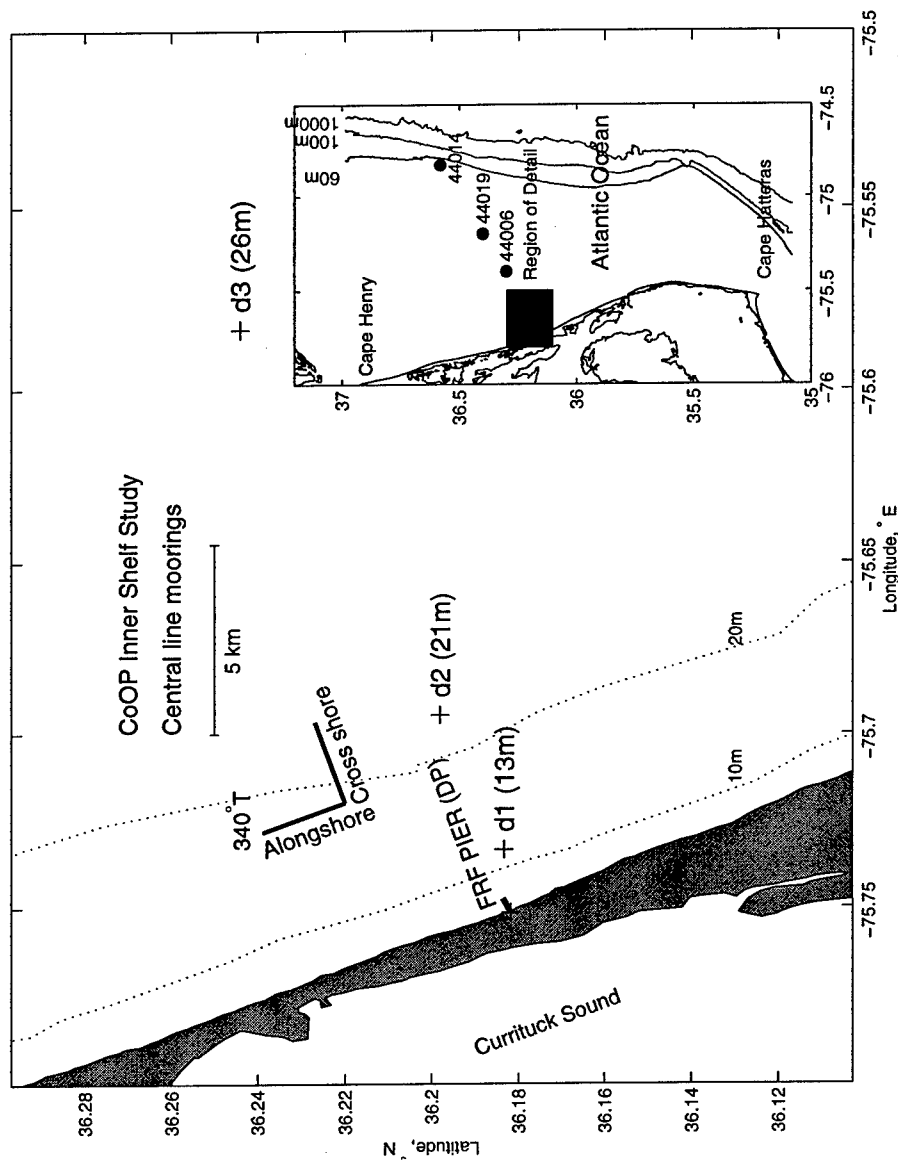 CoOP Inner Shelf Study
Central line moorings
5 km
340°T
Alongshore
Cross shore
+ d3 (26m)
+ d2 (21m)
FRF PIER (DP)
+ d1 (13m)
Currituck Sound
10m
20m
Latitude, °N
36.28
36.26
36.24
36.22
36.2
36.18
36.16
36.14
36.12
−75.75
−75.7
−75.65
−75.6
−75.55
−75.5
Longitude, °E
Cape Henry
60m
100m
1000m
44014
44019
44006
Region of Detail
Atlantic Ocean
Cape Hatteras
37
36.5
36
35.5
35
−76
−75.5
−75
−74.5